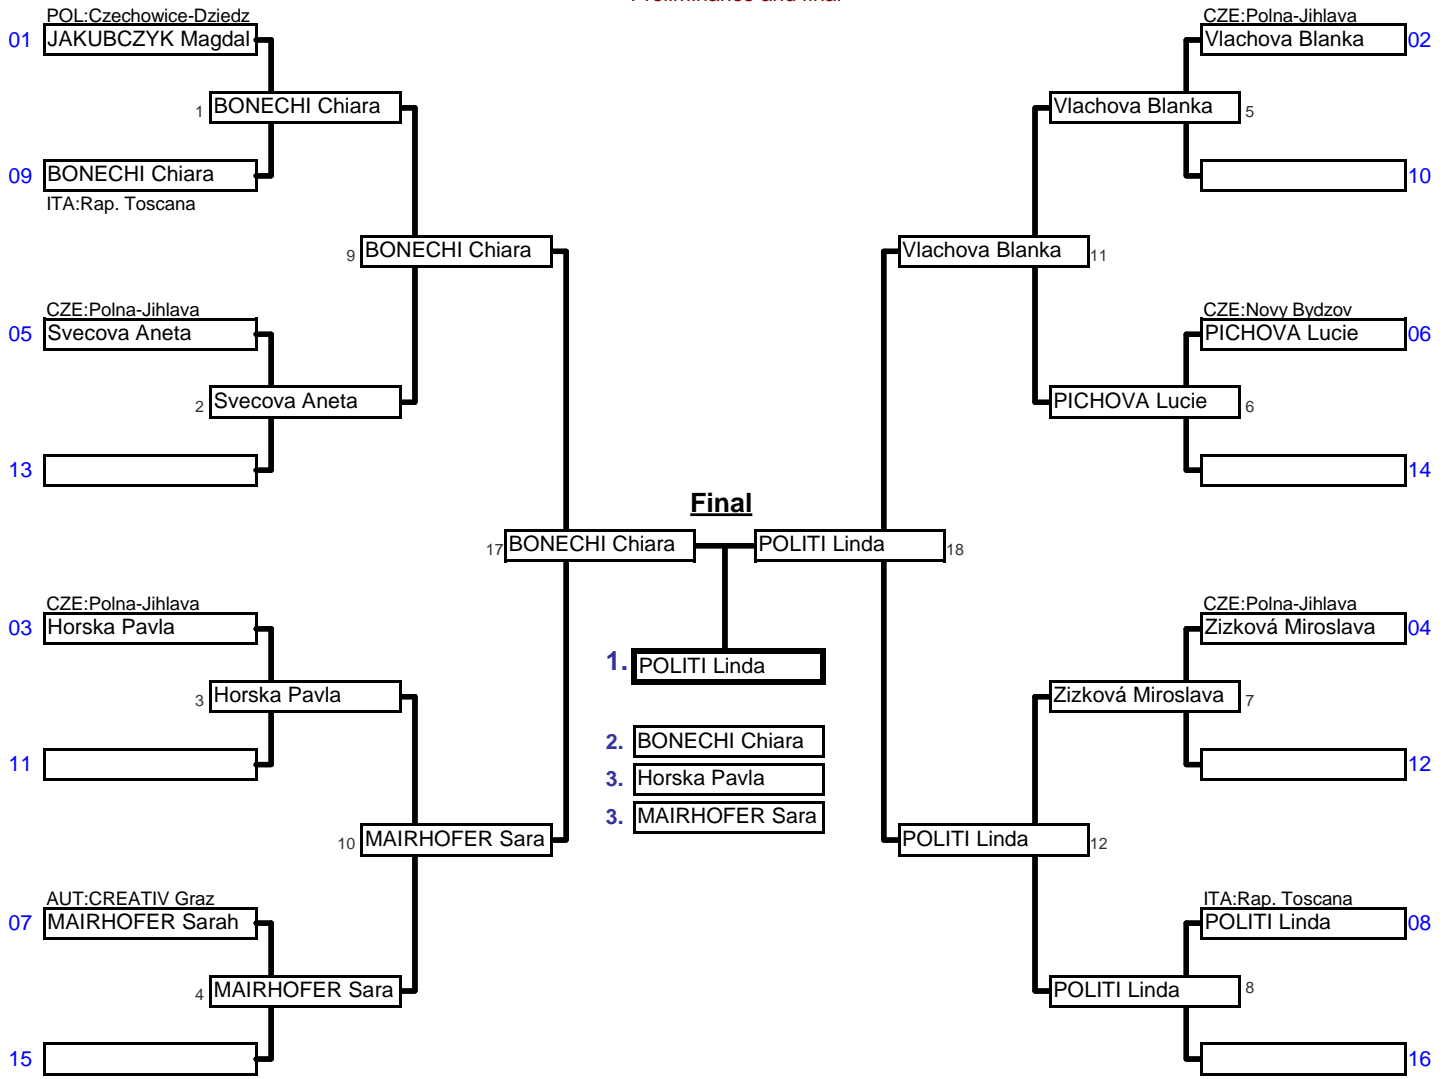 Preliminaries and final
POL:Czechowice-Dziedz
01 JAKUBCZYK Magdal
1 BONECHI Chiara
09 BONECHI Chiara
ITA:Rap. Toscana
9 BONECHI Chiara
CZE:Polna-Jihlava
05 Svecova Aneta
2 Svecova Aneta
13
17 BONECHI Chiara
CZE:Polna-Jihlava
03 Horska Pavla
3 Horska Pavla
11
10 MAIRHOFER Sara
AUT:CREATIV Graz
07 MAIRHOFER Sarah
4 MAIRHOFER Sara
15
Final
1. POLITI Linda
2. BONECHI Chiara
3. Horska Pavla
3. MAIRHOFER Sara
CZE:Polna-Jihlava
Vlachova Blanka 02
Vlachova Blanka 5
10
Vlachova Blanka 11
CZE:Novy Bydzov
PICHOVA Lucie 06
PICHOVA Lucie 6
14
POLITI Linda 18
CZE:Polna-Jihlava
Zizková Miroslava 04
Zizková Miroslava 7
12
POLITI Linda 12
ITA:Rap. Toscana
POLITI Linda 08
POLITI Linda 8
16